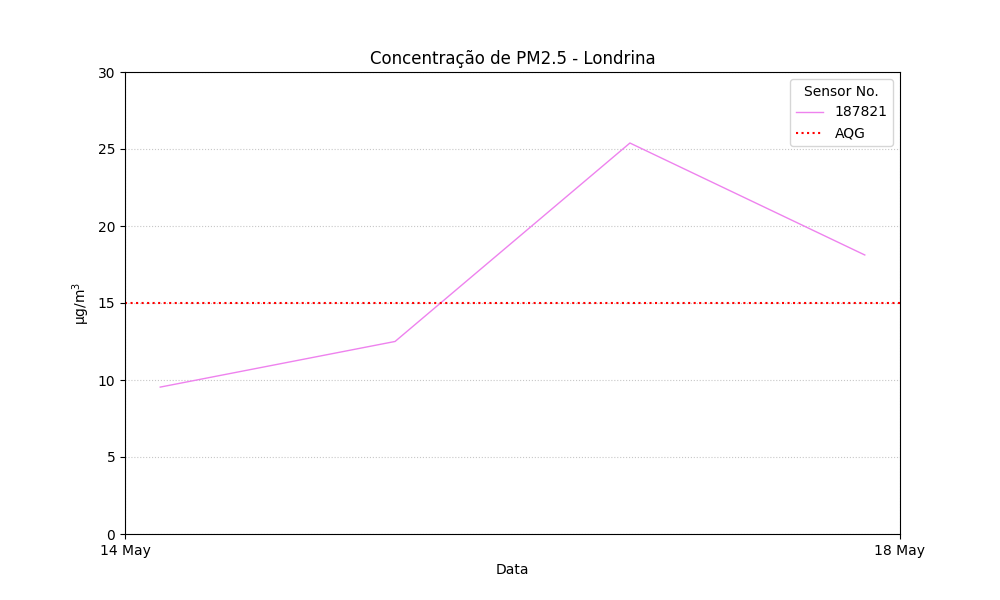 Concentração de PM2.5 - Londrina
Sensor No.
187821
AQG
30
25
20
15
10
5
0
µg/m³
14 May
18 May
Data